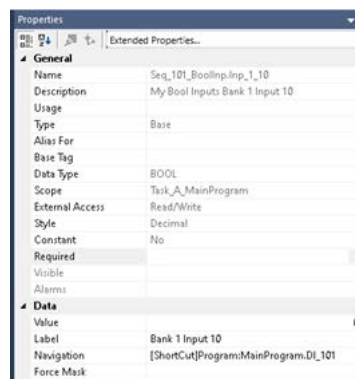 Properties
Extended Properties...
General
Name Seq_101_BoolInp.Inp_1_10
Description My Bool Inputs Bank 1 Input 10
Usage
Type Base
Alias For
Base Tag
Data Type BOOL
Scope Task_A_MainProgram
External Access Read/Write
Style Decimal
Constant No
Required
Visible
Alarms
Data
Value
Label Bank 1 Input 10
Navigation [ShortCut]Program:MainProgram.DI_101
Force Mask